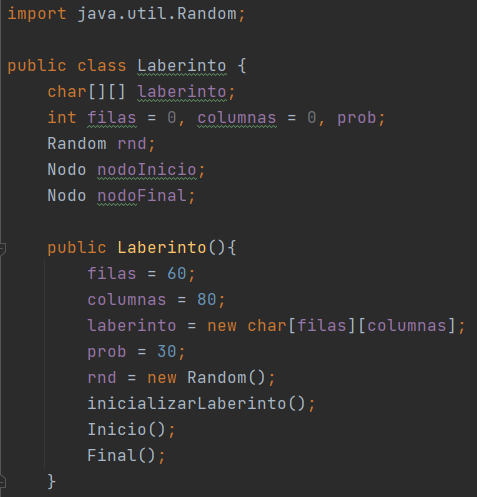 import java.util.Random;
public class Laberinto {
char[][] laberinto;
int filas = 0, columnas = 0, prob;
Random rnd;
Nodo nodoInicio;
Nodo nodoFinal;
public Laberinto(){
filas = 60;
columnas = 80;
laberinto = new char[filas][columnas];
prob = 30;
rnd = new Random();
inicializarLaberinto();
Inicio();
Final();
}